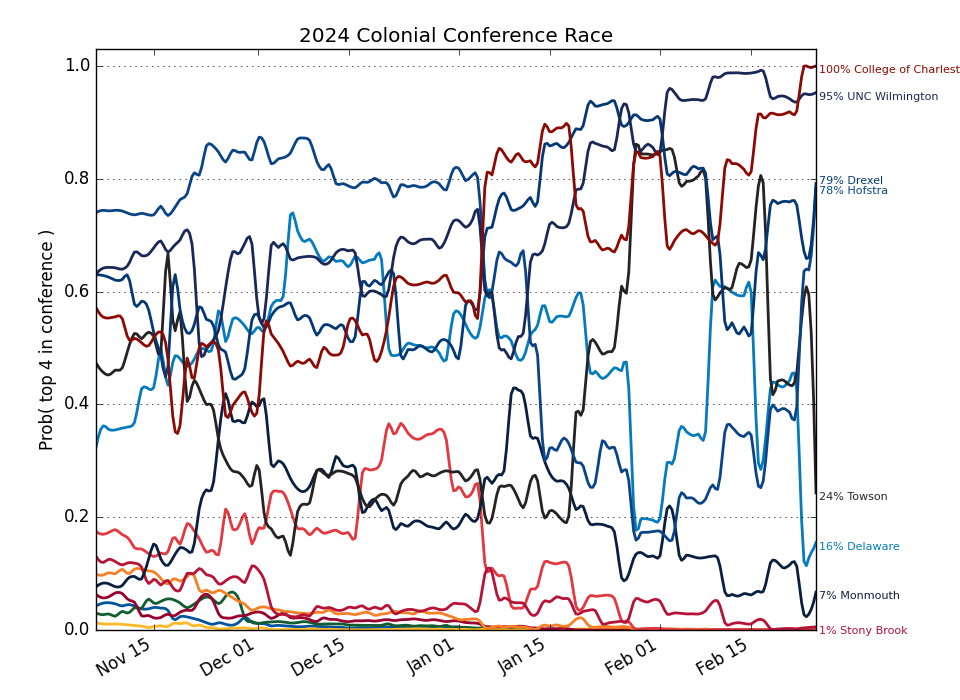 2024 Colonial Conference Race
Prob( top 4 in conference )
1.0
0.8
0.6
0.4
0.2
0.0
Nov 15
Dec 01
Dec 15
Jan 01
Jan 15
Feb 01
Feb 15
100% College of Charlest
95% UNC Wilmington
79% Drexel
78% Hofstra
24% Towson
16% Delaware
7% Monmouth
1% Stony Brook